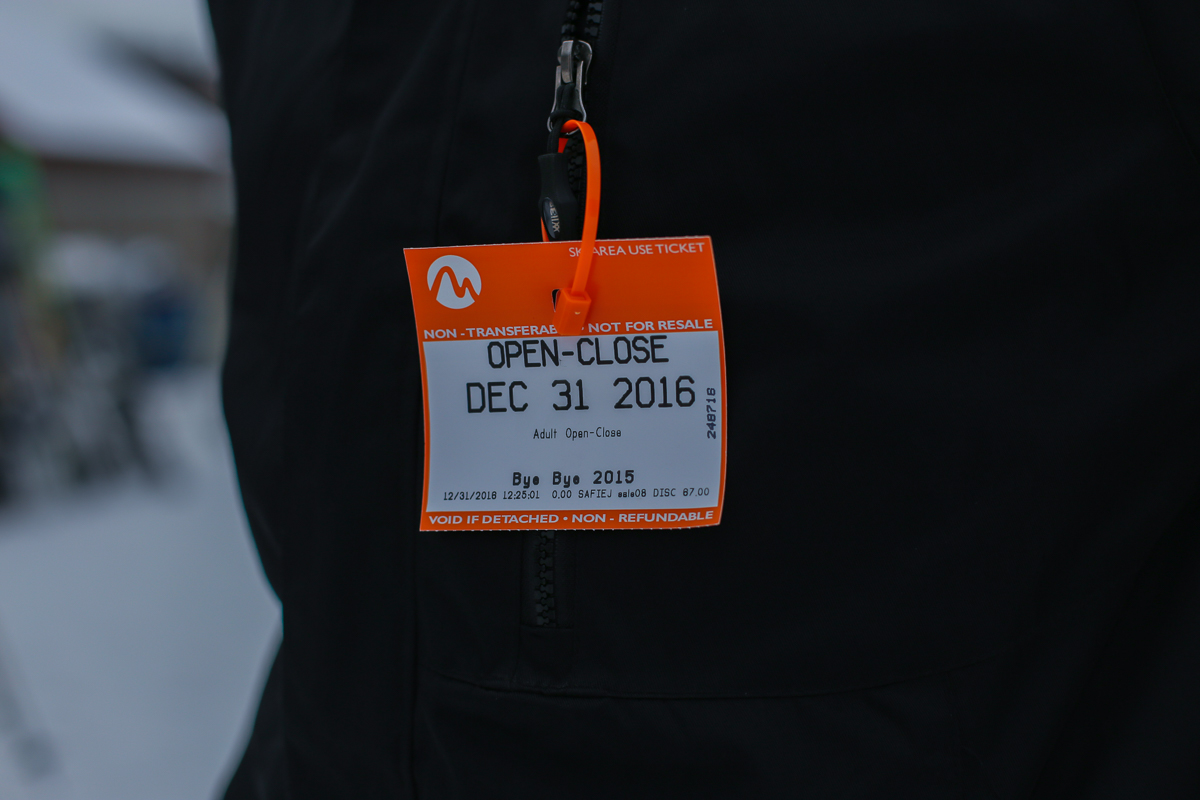 SKI AREA USE TICKET
NON - TRANSFERAB NOT FOR RESALE
OPEN-CLOSE
DEC 31 2016
248716
Adult Open-Close
Bye Bye 2015
12/31/2016 12:25:01 0.00 SAFIEJ sale08 DISC 87.00
VOID IF DETACHED • NON - REFUNDABLE